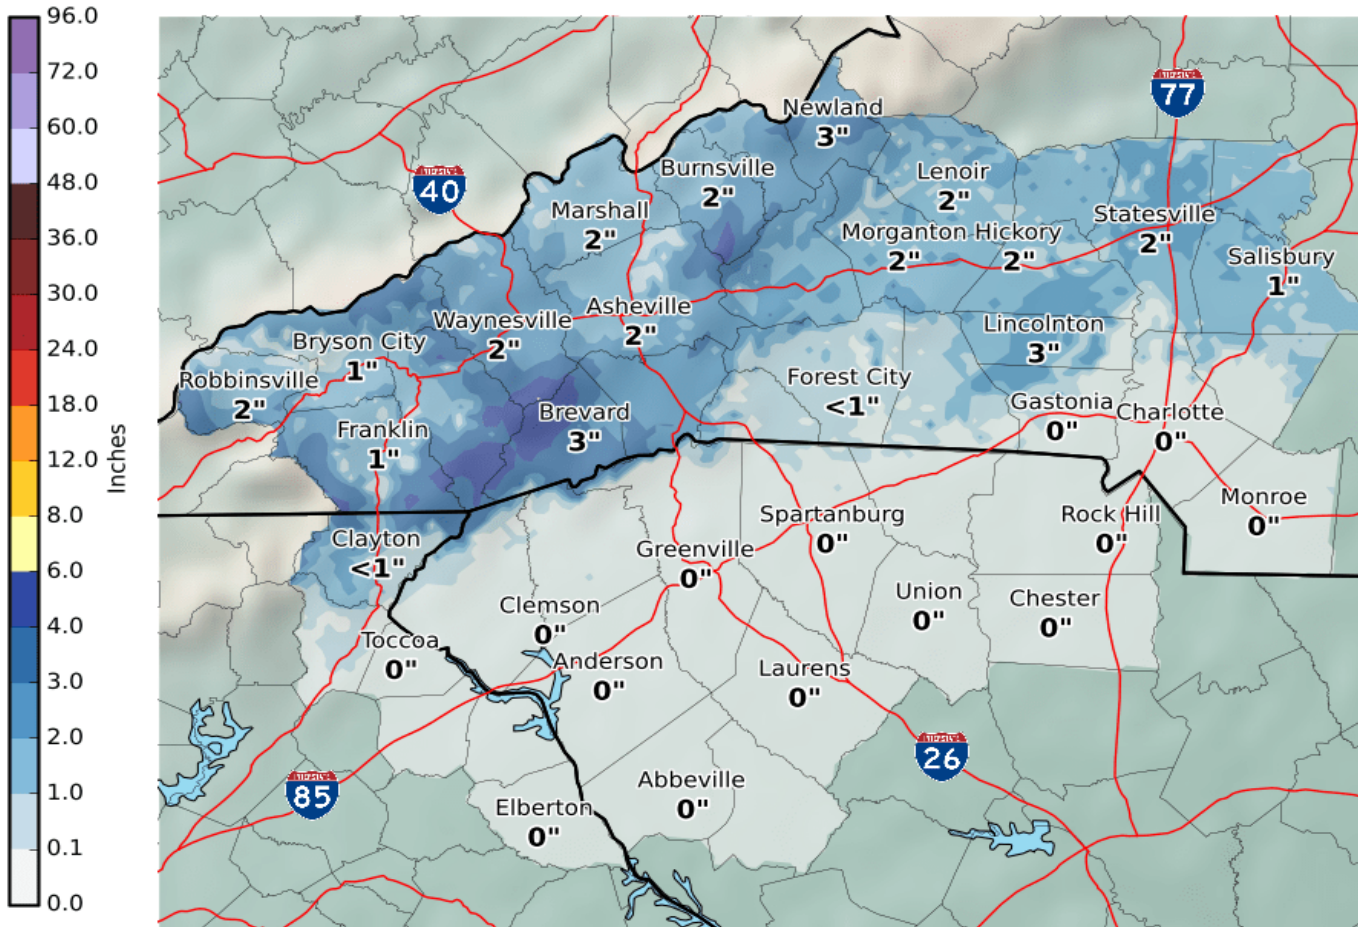 96.0
72.0
60.0
48.0
36.0
30.0
24.0
18.0
12.0
8.0
6.0
4.0
3.0
2.0
1.0
0.1
0.0
Inches
Newland
3"
77
40
Burnsville
2"
Lenoir
2"
Marshall
2"
Statesville
2"
Morganton
2"
Hickory
2"
Salisbury
1"
Asheville
2"
Waynesville
2"
Bryson City
1"
Lincolnton
3"
Robbinsville
2"
Forest City
<1"
Brevard
3"
Gastonia
0"
Charlotte
0"
Franklin
1"
Monroe
0"
Spartanburg
0"
Rock Hill
0"
Clayton
<1"
Greenville
0"
Union
0"
Chester
0"
Clemson
0"
Toccoa
0"
Anderson
0"
Laurens
0"
26
Abbeville
0"
85
Elberton
0"